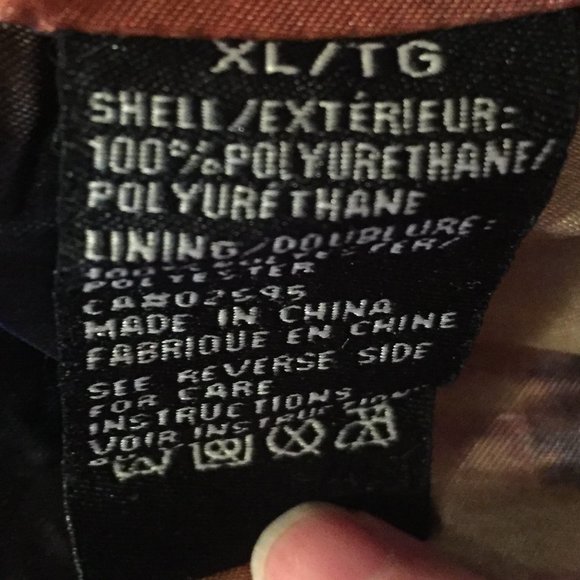 XL/TG
SHELL/EXTÉRIEUR:
100%POLYURETHANE/
POLYURÉTHANE
LINING/DOUBLURE:
POLYESTER
CA#02595
MADE IN CHINA
FABRIQUE EN CHINE
SEE REVERSE SIDE
FOR CARE
INSTRUCTIONS
VOIR